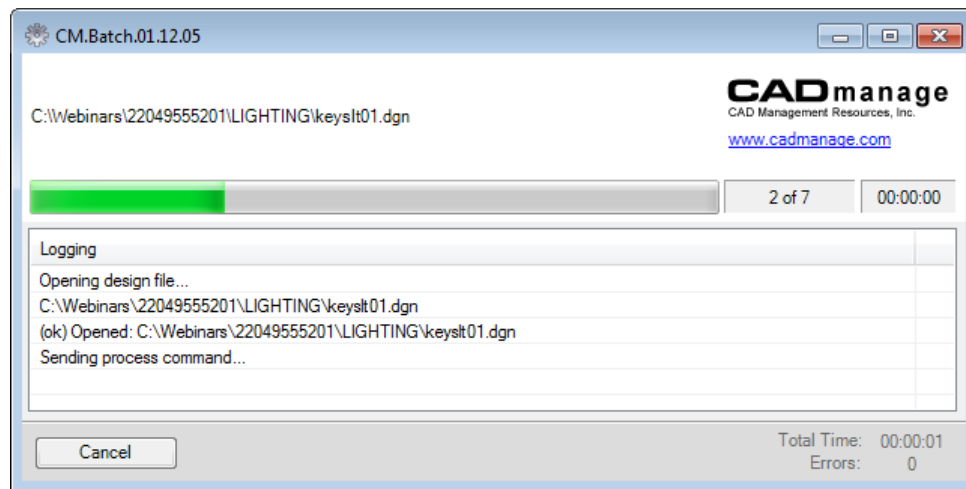 CM.Batch.01.12.05
CADmanage
CAD Management Resources, Inc.
www.cadmanage.com
C:\Webinars\22049555201\LIGHTING\keyslt01.dgn
2 of 7
00:00:00
Logging
Opening design file...
C:\Webinars\22049555201\LIGHTING\keyslt01.dgn
(ok) Opened: C:\Webinars\22049555201\LIGHTING\keyslt01.dgn
Sending process command...
Cancel
Total Time: 00:00:01
Errors: 0